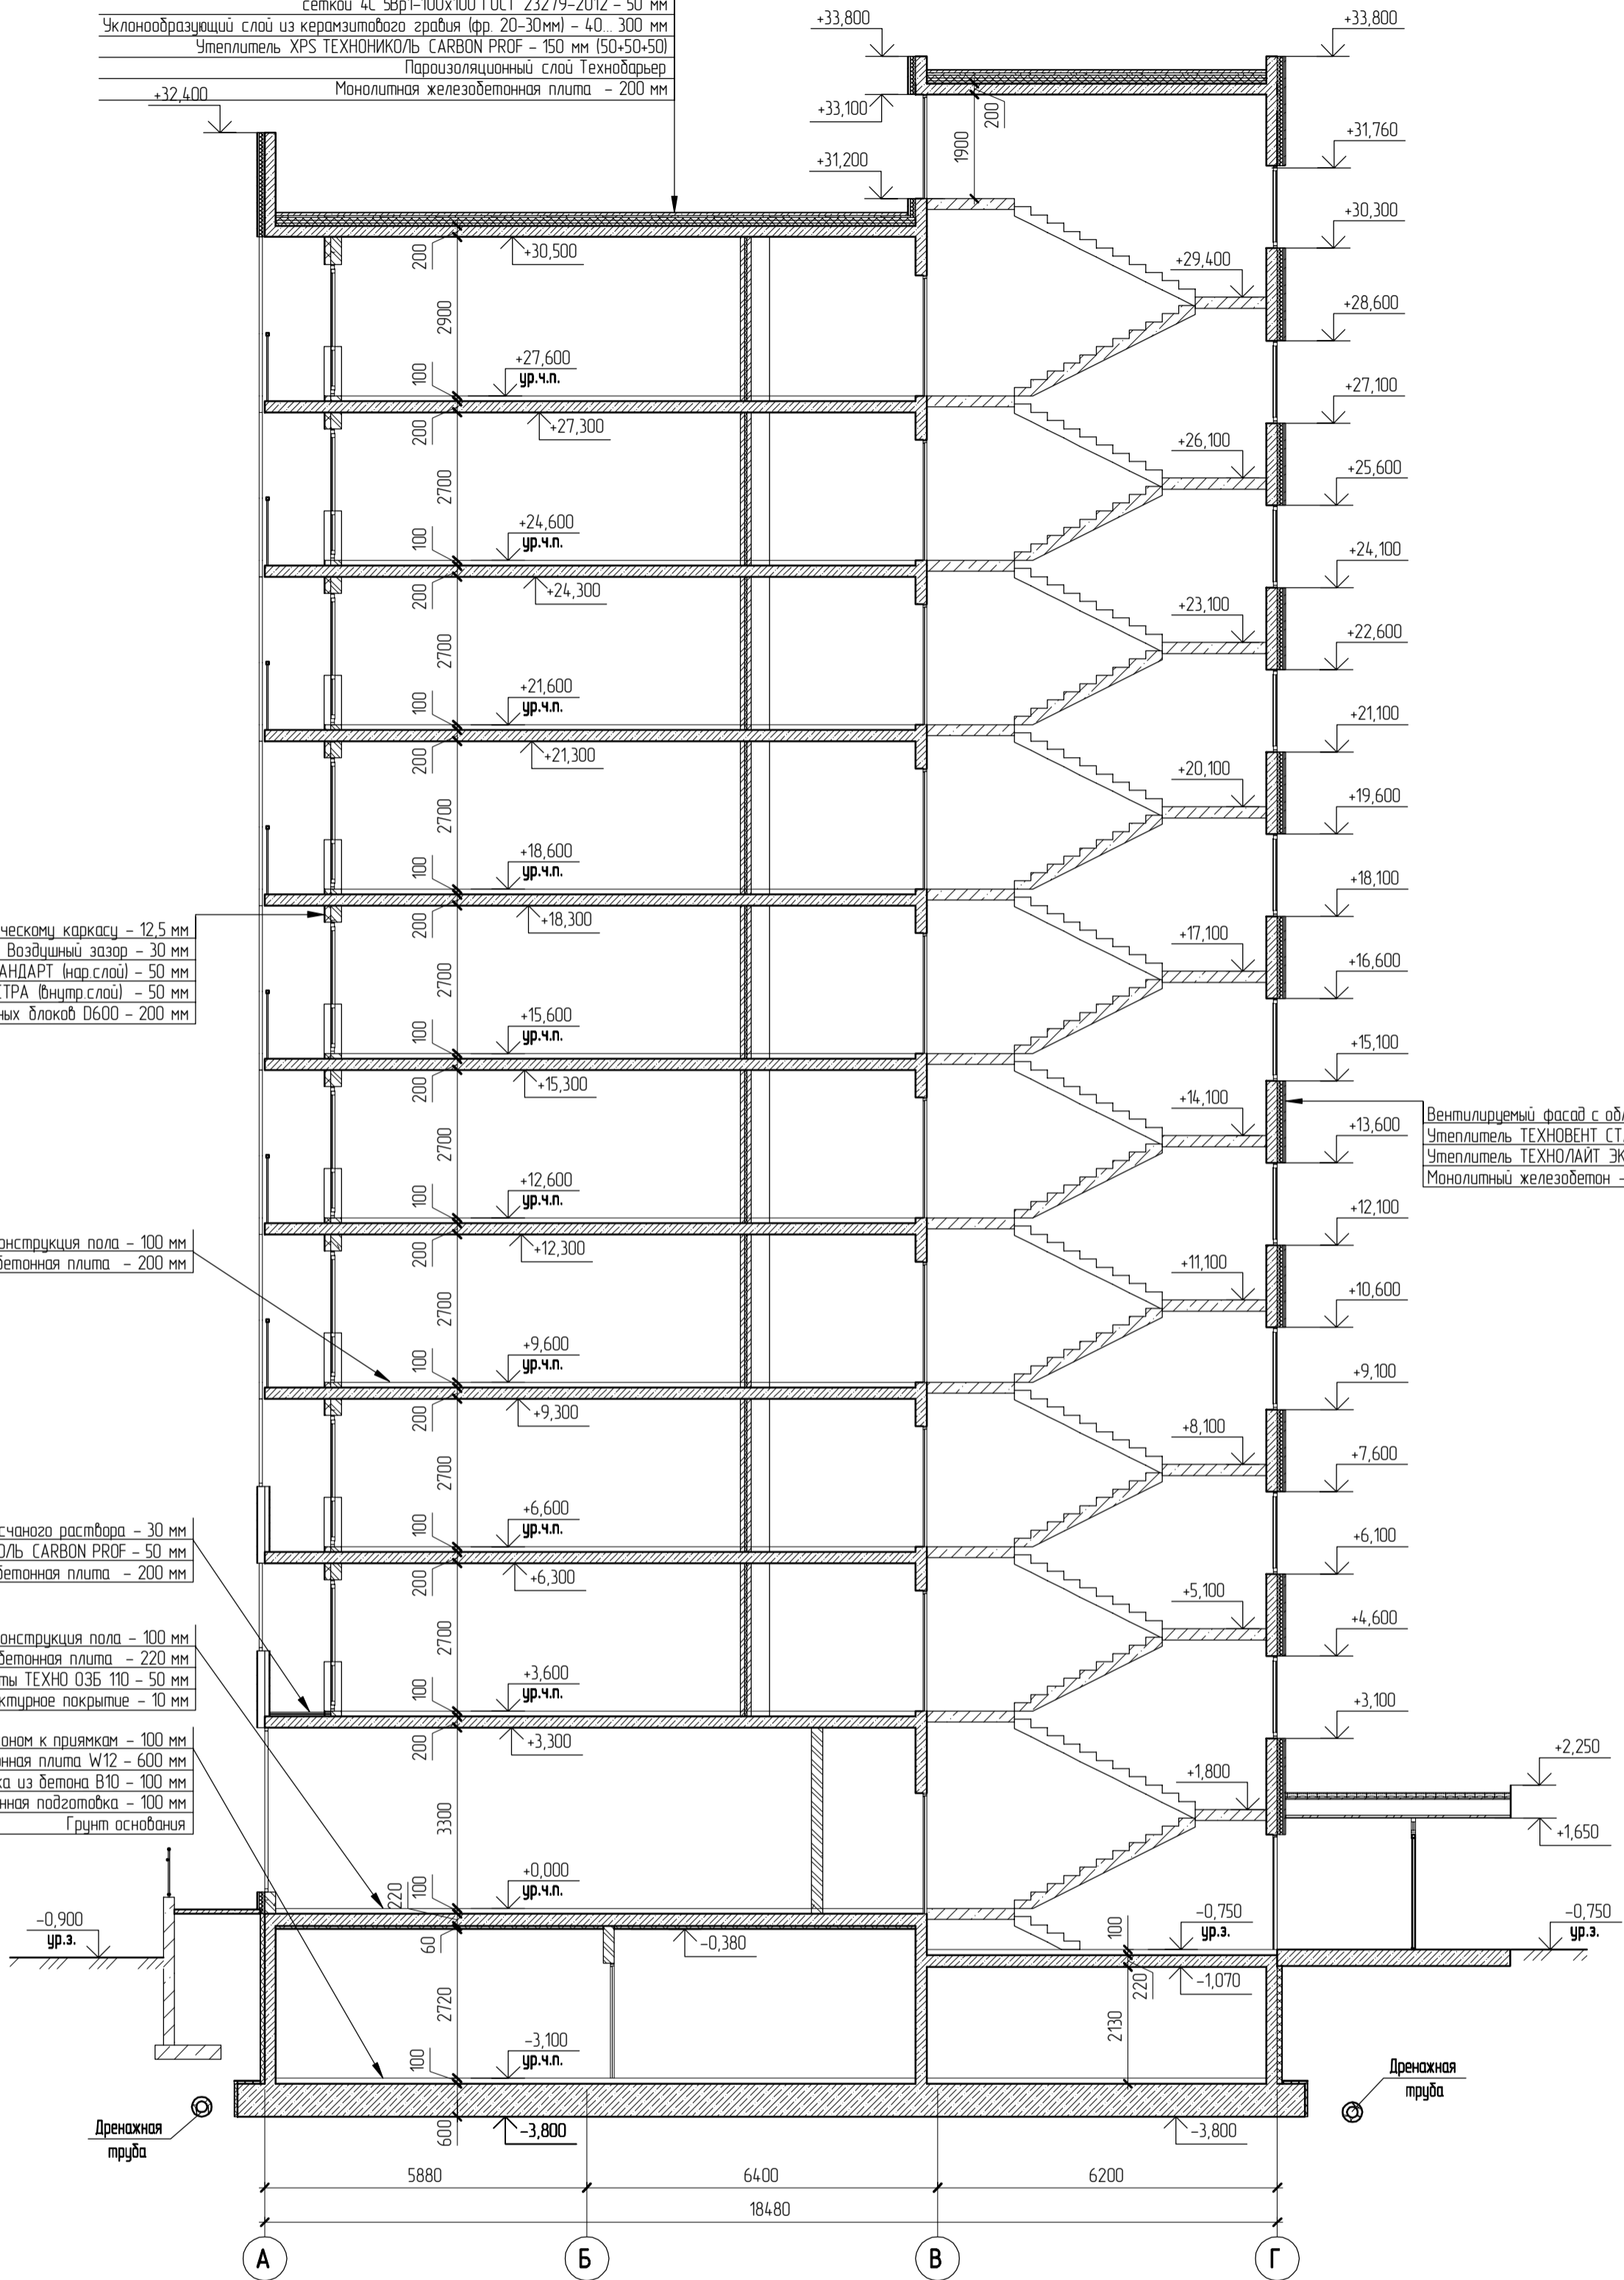 сеткой 4С 5Вр1-100х100 ГОСТ 23279-2012 - 50 мм
Уклонообразующий слой из керамзитового гравия (фр. 20-30мм) - 40... 300 мм
Утеплитель XPS ТЕХНОНИКОЛЬ CARBON PROF - 150 мм (50+50+50)
Пароизоляционный слой Технобарьер
Монолитная железобетонная плита - 200 мм
+32,400
+33,800
+33,800
+33,100
200
1900
+31,760
+31,200
+30,300
200
+30,500
+29,400
2900
+28,600
100
+27,600
ур.ч.п.
+27,100
200
+27,300
+26,100
2700
+25,600
100
+24,600
ур.ч.п.
+24,100
200
+24,300
+23,100
2700
+22,600
100
+21,600
ур.ч.п.
+21,100
200
+21,300
+20,100
2700
+19,600
100
+18,600
ур.ч.п.
+18,100
200
+18,300
+17,100
2700
+16,600
ческому каркасу - 12,5 мм
Воздушный зазор - 30 мм
АНДАРТ (нар.слой) - 50 мм
СТРА (внутр.слой) - 50 мм
ных блоков D600 - 200 мм
100
+15,600
ур.ч.п.
+15,100
200
+15,300
+14,100
2700
+13,600
Вентилируемый фасад с обл
Утеплитель ТЕХНОВЕНТ СТ
Утеплитель ТЕХНОЛАЙТ ЭК
Монолитный железобетон -
100
+12,600
ур.ч.п.
+12,100
200
+12,300
+11,100
2700
+10,600
онструкция пола - 100 мм
бетонная плита - 200 мм
100
+9,600
ур.ч.п.
+9,100
200
+9,300
+8,100
2700
+7,600
100
+6,600
ур.ч.п.
+6,100
200
+6,300
+5,100
2700
+4,600
счаного раствора - 30 мм
ОЛЬ CARBON PROF - 50 мм
бетонная плита - 200 мм
100
+3,600
ур.ч.п.
+3,100
200
+3,300
+1,800
3300
+2,250
+1,650
онструкция пола - 100 мм
бетонная плита - 220 мм
ты ТЕХНО ОЗБ 110 - 50 мм
ктурное покрытие - 10 мм
оном к приямкам - 100 мм
онная плита W12 - 600 мм
ка из бетона В10 - 100 мм
нная подготовка - 100 мм
Грунт основания
220
100
+0,000
ур.ч.п.
-0,900
ур.з.
60
-0,380
100
-0,750
ур.з.
-0,750
ур.з.
220
-1,070
2720
2130
100
-3,100
ур.ч.п.
600
-3,800
-3,800
Дренажная
труба
Дренажная
труба
5880
6400
6200
18480
А
Б
В
Г